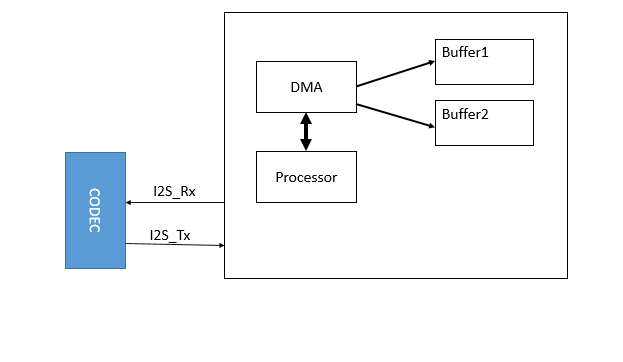 Buffer1
DMA
Buffer2
Processor
I2S_Rx
CODEC
I2S_Tx